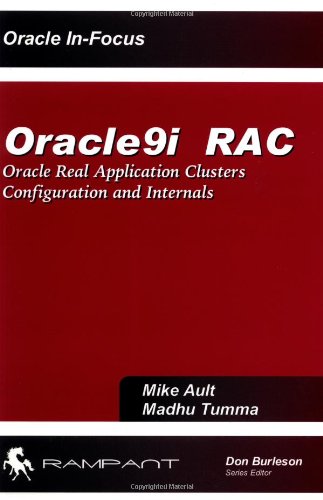 Oracle In-Focus
Oracle9i RAC
Oracle Real Application Clusters
Configuration and Internals
Mike Ault
Madhu Tumma
RAMPANT
Don Burleson
Series Editor